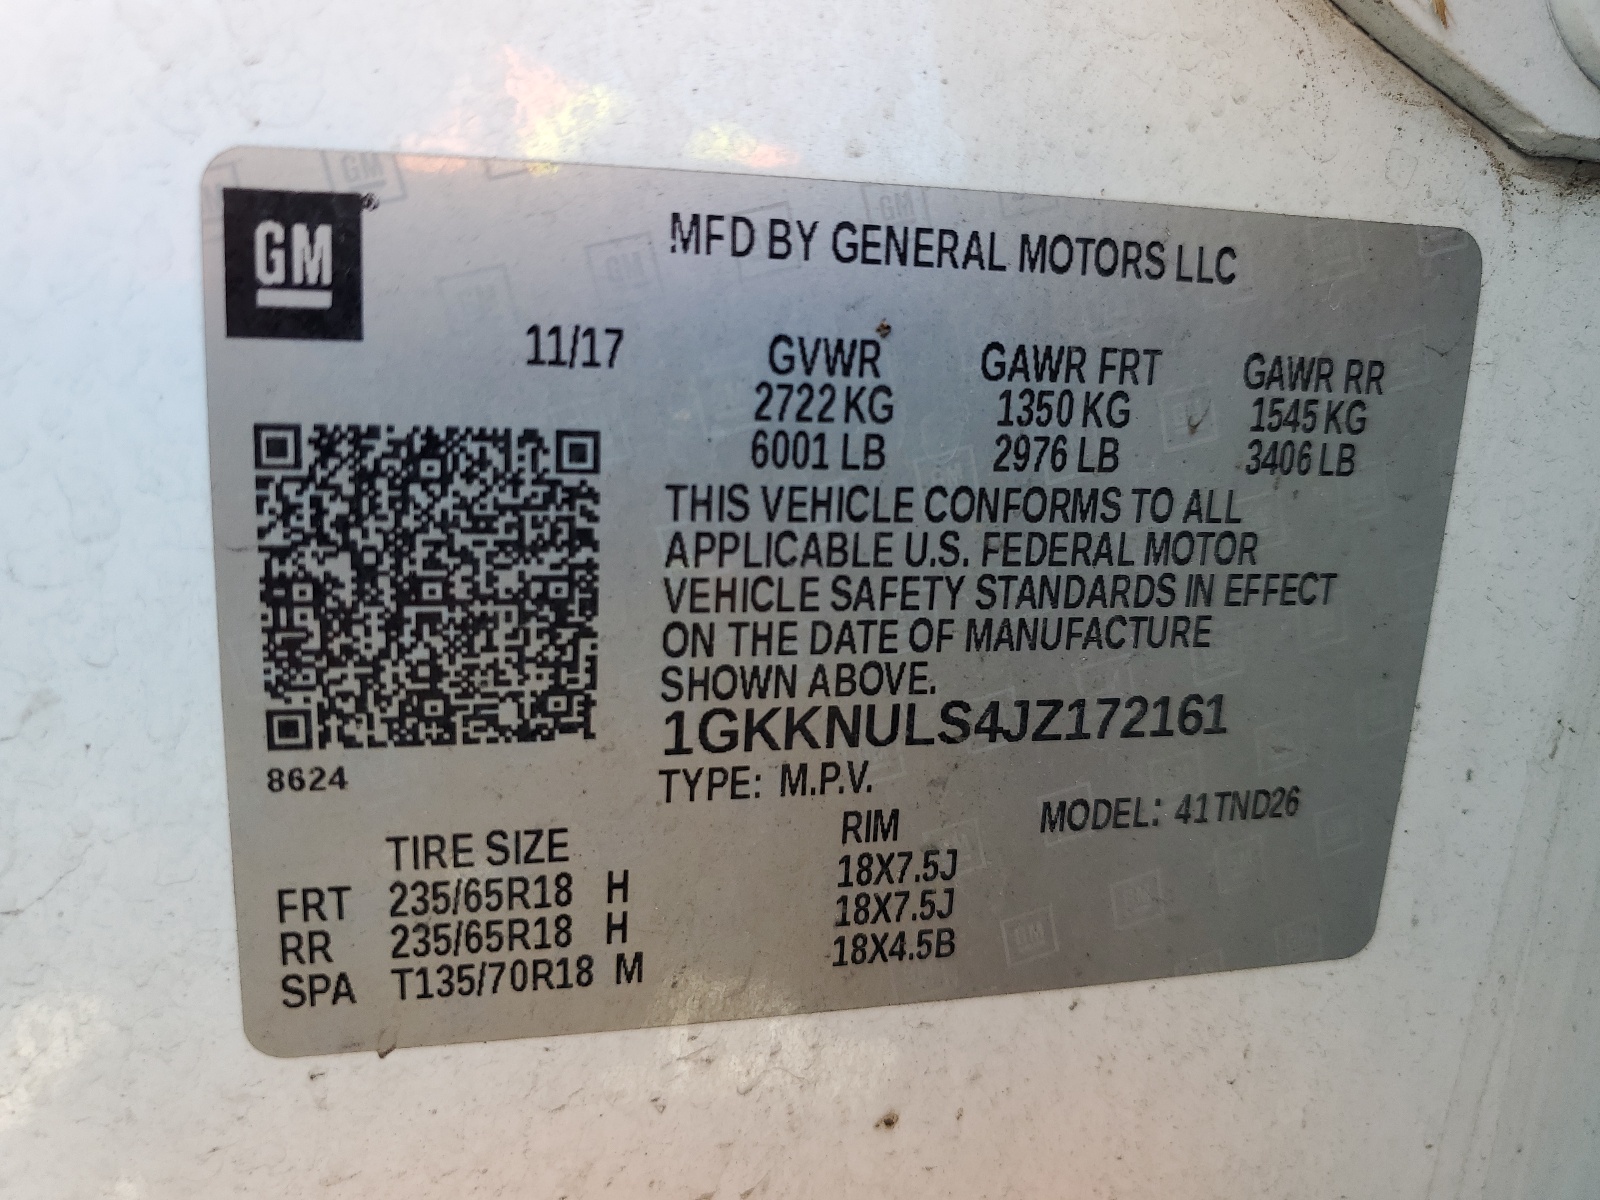 GM
MFD BY GENERAL MOTORS LLC
11/17
GVWR GAWR FRT GAWR RR
2722 KG 1350 KG 1545 KG
6001 LB 2976 LB 3406 LB
THIS VEHICLE CONFORMS TO ALL
APPLICABLE U.S. FEDERAL MOTOR
VEHICLE SAFETY STANDARDS IN EFFECT
ON THE DATE OF MANUFACTURE
SHOWN ABOVE.
1GKKNULS4JZ172161
8624
TYPE: M.P.V.
MODEL: 41TND26
TIRE SIZE RIM
FRT 235/65R18 H 18X7.5J
RR 235/65R18 H 18X7.5J
SPA T135/70R18 M 18X4.5B